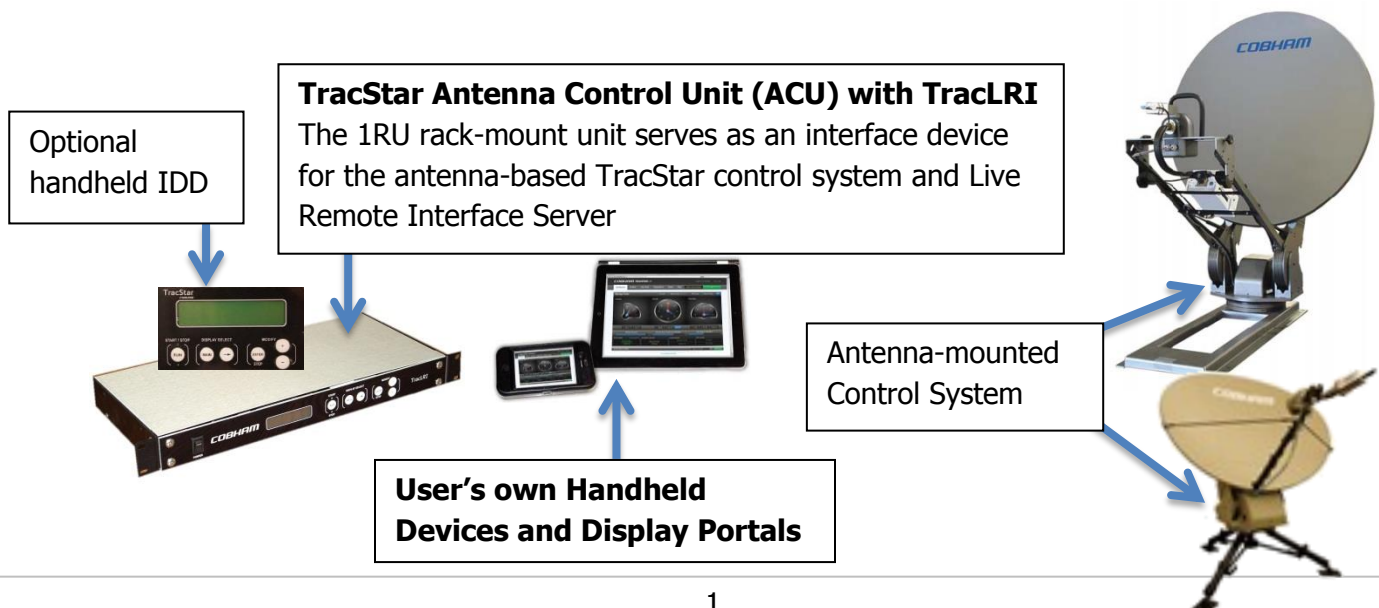 COBHAM
TracStar Antenna Control Unit (ACU) with TracLRI
The 1RU rack-mount unit serves as an interface device
for the antenna-based TracStar control system and Live
Remote Interface Server
Optional
handheld IDD
TracStar
START / STOP
DISPLAY SELECT
MODIFY
STOP
COBHAM
TracLRI
Antenna-mounted
Control System
COBHAM
User’s own Handheld
Devices and Display Portals
1